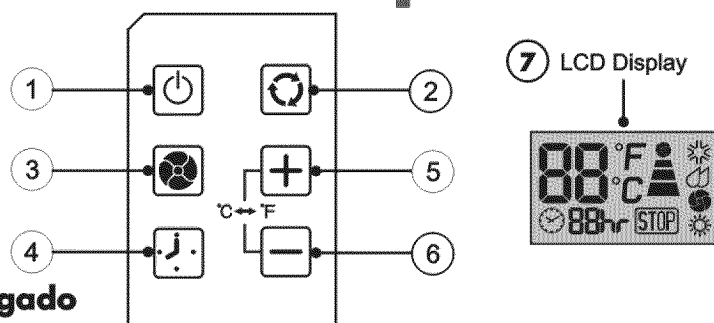 7 LCD Display
1
2
88°F
°C
88hr STOP
3
5
°C ↔ °F
4
6
gado